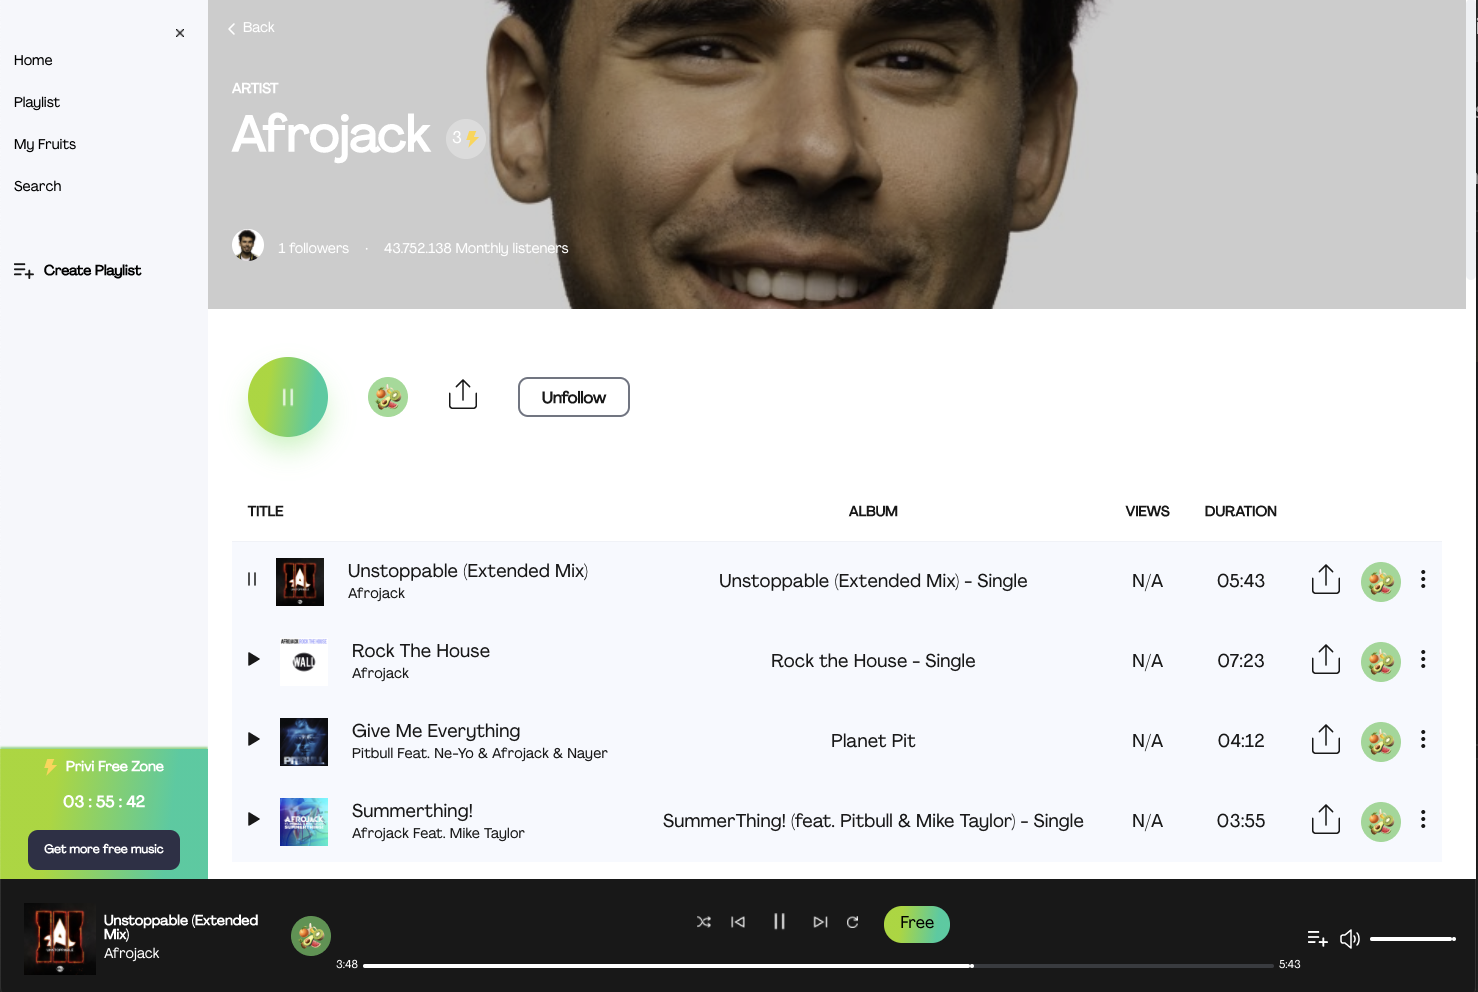 Home
Playlist
My Fruits
Search
Create Playlist
Privi Free Zone
03 : 55 : 42
Get more free music
Back
ARTIST
Afrojack 3
1 followers · 43.752.138 Monthly listeners
Unfollow
TITLE ALBUM VIEWS DURATION
Unstoppable (Extended Mix)
Afrojack
Unstoppable (Extended Mix) - Single N/A 05:43
Rock The House
Afrojack
Rock the House - Single N/A 07:23
WALL
Give Me Everything
Pitbull Feat. Ne-Yo & Afrojack & Nayer
Planet Pit N/A 04:12
Summerthing!
Afrojack Feat. Mike Taylor
SummerThing! (feat. Pitbull & Mike Taylor) - Single N/A 03:55
AFROJACK
Unstoppable (Extended
Mix)
Afrojack
Free
3:48 5:43